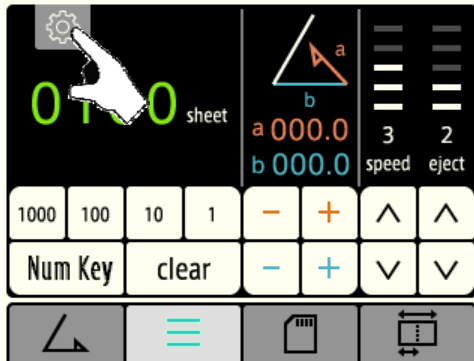 a
b
sheet
a 000.0
b 000.0
3 2
speed eject
1000 100 10 1 - +
Num Key clear - +